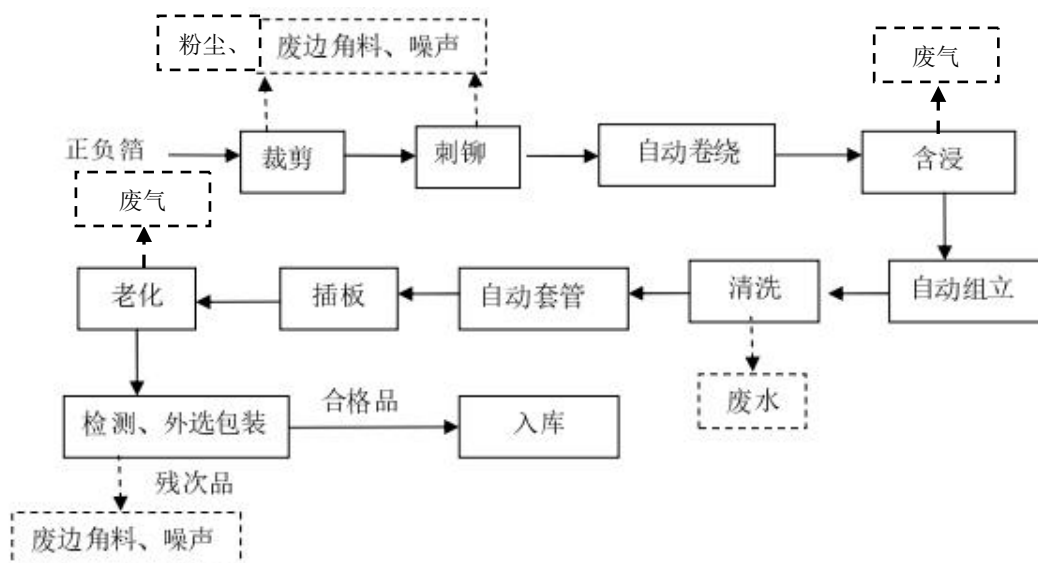 粉尘、
废边角料、噪声
废气
正负箔
裁剪
刺铆
自动卷绕
含浸
废气
老化
插板
自动套管
清洗
自动组立
废水
检测、外选包装
合格品
入库
残次品
废边角料、噪声